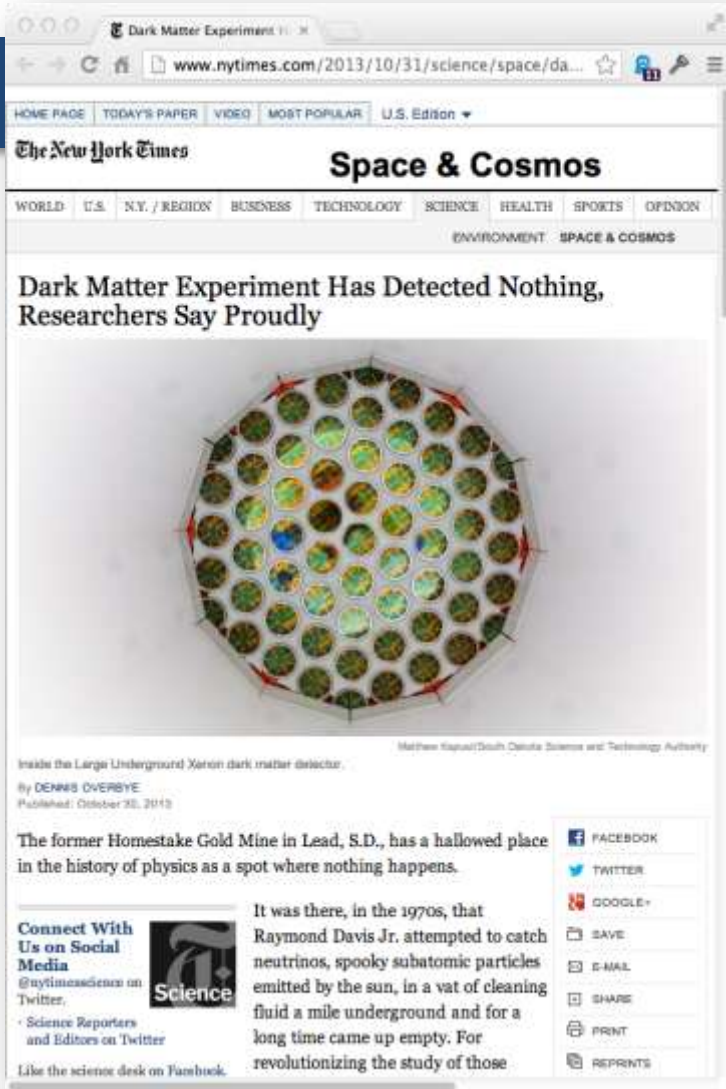 Dark Matter Experiment H
www.nytimes.com/2013/10/31/science/space/da...
HOME PAGE TODAY'S PAPER VIDEO MOST POPULAR U.S. Edition
The New York Times
Space & Cosmos
WORLD U.S. N.Y. / REGION BUSINESS TECHNOLOGY SCIENCE HEALTH SPORTS OPINION
ENVIRONMENT SPACE & COSMOS
Dark Matter Experiment Has Detected Nothing,
Researchers Say Proudly
South Dakota Science and Technology Authority
Inside the Large Underground Xenon dark matter detector.
By DENNIS OVERBYE
Published: October 30, 2013
The former Homestake Gold Mine in Lead, S.D., has a hallowed place
in the history of physics as a spot where nothing happens.
Connect With
Us on Social
Media
@nytimesscience on
Twitter.
· Science Reporters
and Editors on Twitter
Like the science desk on Facebook.
Science
It was there, in the 1970s, that
Raymond Davis Jr. attempted to catch
neutrinos, spooky subatomic particles
emitted by the sun, in a vat of cleaning
fluid a mile underground and for a
long time came up empty. For
revolutionizing the study of those
FACEBOOK
TWITTER
GOOGLE+
SAVE
E-MAIL
SHARE
PRINT
REPRINTS